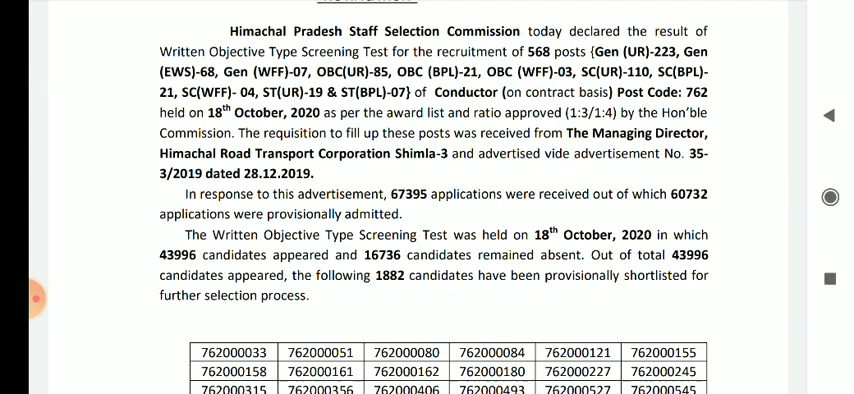 Himachal Pradesh Staff Selection Commission today declared the result of
Written Objective Type Screening Test for the recruitment of 568 posts {Gen (UR)-223, Gen
(EWS)-68, Gen (WFF)-07, OBC(UR)-85, OBC (BPL)-21, OBC (WFF)-03, SC(UR)-110, SC(BPL)-
21, SC(WFF)- 04, ST(UR)-19 & ST(BPL)-07} of Conductor (on contract basis) Post Code: 762
held on 18th October, 2020 as per the award list and ratio approved (1:3/1:4) by the Hon'ble
Commission. The requisition to fill up these posts was received from The Managing Director,
Himachal Road Transport Corporation Shimla-3 and advertised vide advertisement No. 35-
3/2019 dated 28.12.2019.
In response to this advertisement, 67395 applications were received out of which 60732
applications were provisionally admitted.
The Written Objective Type Screening Test was held on 18th October, 2020 in which
43996 candidates appeared and 16736 candidates remained absent. Out of total 43996
candidates appeared, the following 1882 candidates have been provisionally shortlisted for
further selection process.
762000033 762000051 762000080 762000084 762000121 762000155
762000158 762000161 762000162 762000180 762000227 762000245
762000315 762000356 762000406 762000493 762000527 762000545